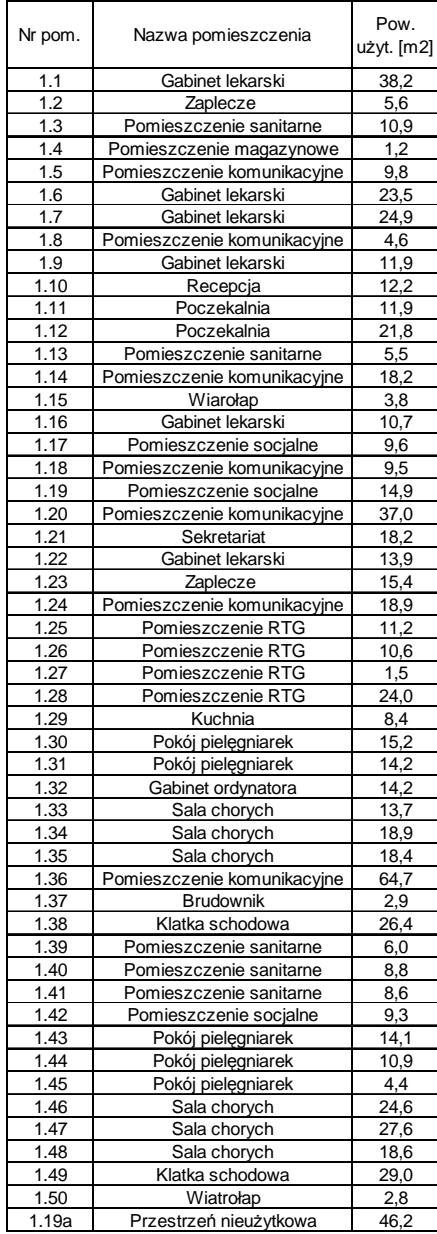 Nr pom. Nazwa pomieszczenia Pow. użyt. [m2]
1.1 Gabinet lekarski 38,2
1.2 Zaplecze 5,6
1.3 Pomieszczenie sanitarne 10,9
1.4 Pomieszczenie magazynowe 1,2
1.5 Pomieszczenie komunikacyjne 9,8
1.6 Gabinet lekarski 23,5
1.7 Gabinet lekarski 24,9
1.8 Pomieszczenie komunikacyjne 4,6
1.9 Gabinet lekarski 11,9
1.10 Recepcja 12,2
1.11 Poczekalnia 11,9
1.12 Poczekalnia 21,8
1.13 Pomieszczenie sanitarne 5,5
1.14 Pomieszczenie komunikacyjne 18,2
1.15 Wiarołap 3,8
1.16 Gabinet lekarski 10,7
1.17 Pomieszczenie socjalne 9,6
1.18 Pomieszczenie komunikacyjne 9,5
1.19 Pomieszczenie socjalne 14,9
1.20 Pomieszczenie komunikacyjne 37,0
1.21 Sekretariat 18,2
1.22 Gabinet lekarski 13,9
1.23 Zaplecze 15,4
1.24 Pomieszczenie komunikacyjne 18,9
1.25 Pomieszczenie RTG 11,2
1.26 Pomieszczenie RTG 10,6
1.27 Pomieszczenie RTG 1,5
1.28 Pomieszczenie RTG 24,0
1.29 Kuchnia 8,4
1.30 Pokój pielęgniarek 15,2
1.31 Pokój pielęgniarek 14,2
1.32 Gabinet ordynatora 14,2
1.33 Sala chorych 13,7
1.34 Sala chorych 18,9
1.35 Sala chorych 18,4
1.36 Pomieszczenie komunikacyjne 64,7
1.37 Brudownik 2,9
1.38 Klatka schodowa 26,4
1.39 Pomieszczenie sanitarne 6,0
1.40 Pomieszczenie sanitarne 8,8
1.41 Pomieszczenie sanitarne 8,6
1.42 Pomieszczenie socjalne 9,3
1.43 Pokój pielęgniarek 14,1
1.44 Pokój pielęgniarek 10,9
1.45 Pokój pielęgniarek 4,4
1.46 Sala chorych 24,6
1.47 Sala chorych 27,6
1.48 Sala chorych 18,6
1.49 Klatka schodowa 29,0
1.50 Wiatrołap 2,8
1.19a Przestrzeń nieużytkowa 46,2